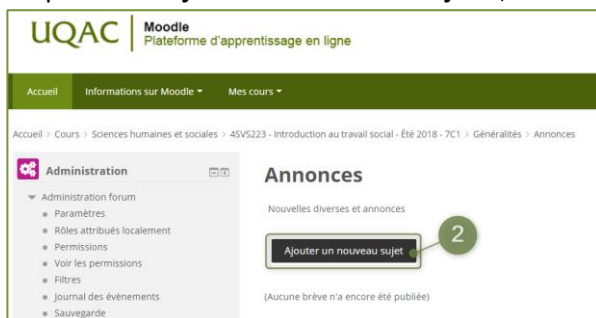 UQAC
Moodle
Plateforme d'apprentissage en ligne
Accueil Informations sur Moodle Mes cours
Accueil > Cours > Sciences humaines et sociales > 4SVS223 - Introduction au travail social - Été 2018 - 7C1 > Généralités > Annonces
Administration
Administration forum
Paramètres
Rôles attribués localement
Permissions
Voir les permissions
Filtres
Journal des évènements
Sauvegarde
Annonces
Nouvelles diverses et annonces
Ajouter un nouveau sujet
2
(Aucune brève n'a encore été publiée)